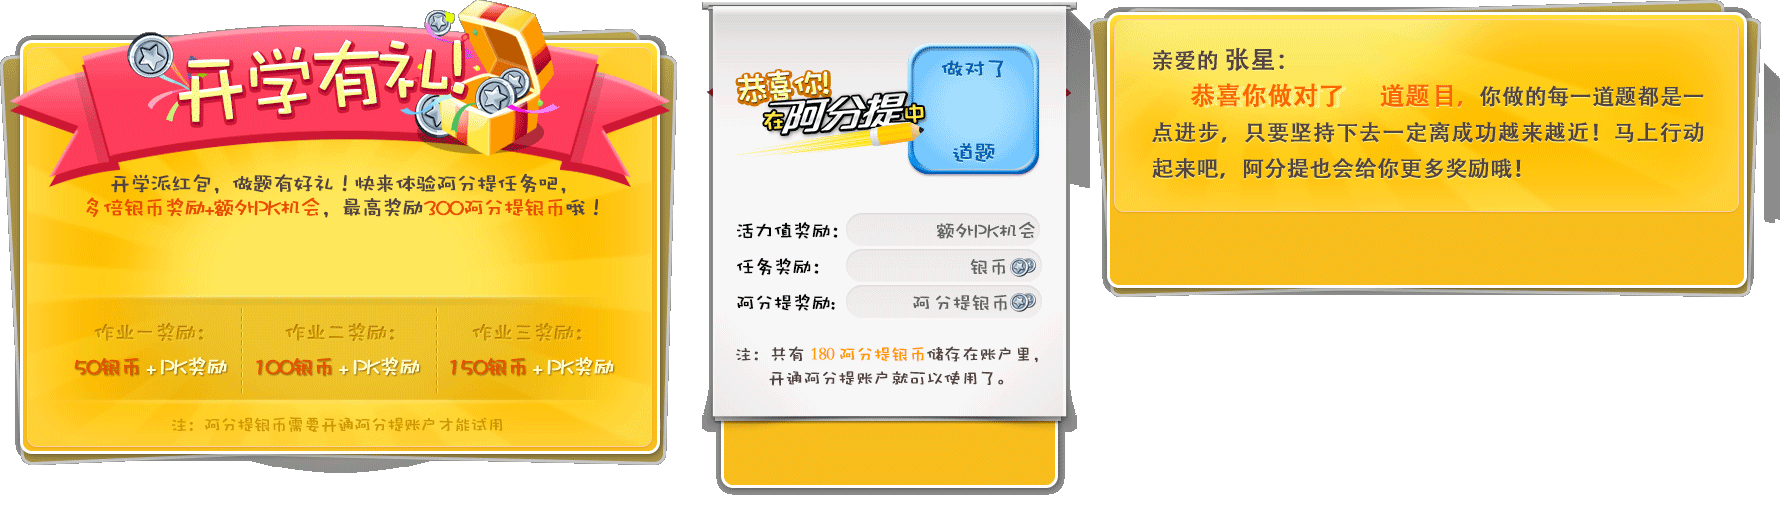 开学有礼!
开学派红包，做题有好礼！快来体验阿分提任务吧，
多倍银币奖励+额外PK机会，最高奖励300阿分提银币哦！
作业一奖励：
50银币+PK奖励
作业二奖励：
100银币+PK奖励
作业三奖励：
150银币+PK奖励
注：阿分提银币需要开通阿分提账户才能试用
恭喜你!
在阿分提中
做对了
道题
活力值奖励： 额外PK机会
任务奖励： 银币
阿分提奖励: 阿分提银币
注：共有 180 阿分提银币储存在账户里，
开通阿分提账户就可以使用了。
亲爱的 张星：
恭喜你做对了 道题目，你做的每一道题都是一
点进步，只要坚持下去一定离成功越来越近！马上行动
起来吧，阿分提也会给你更多奖励哦！